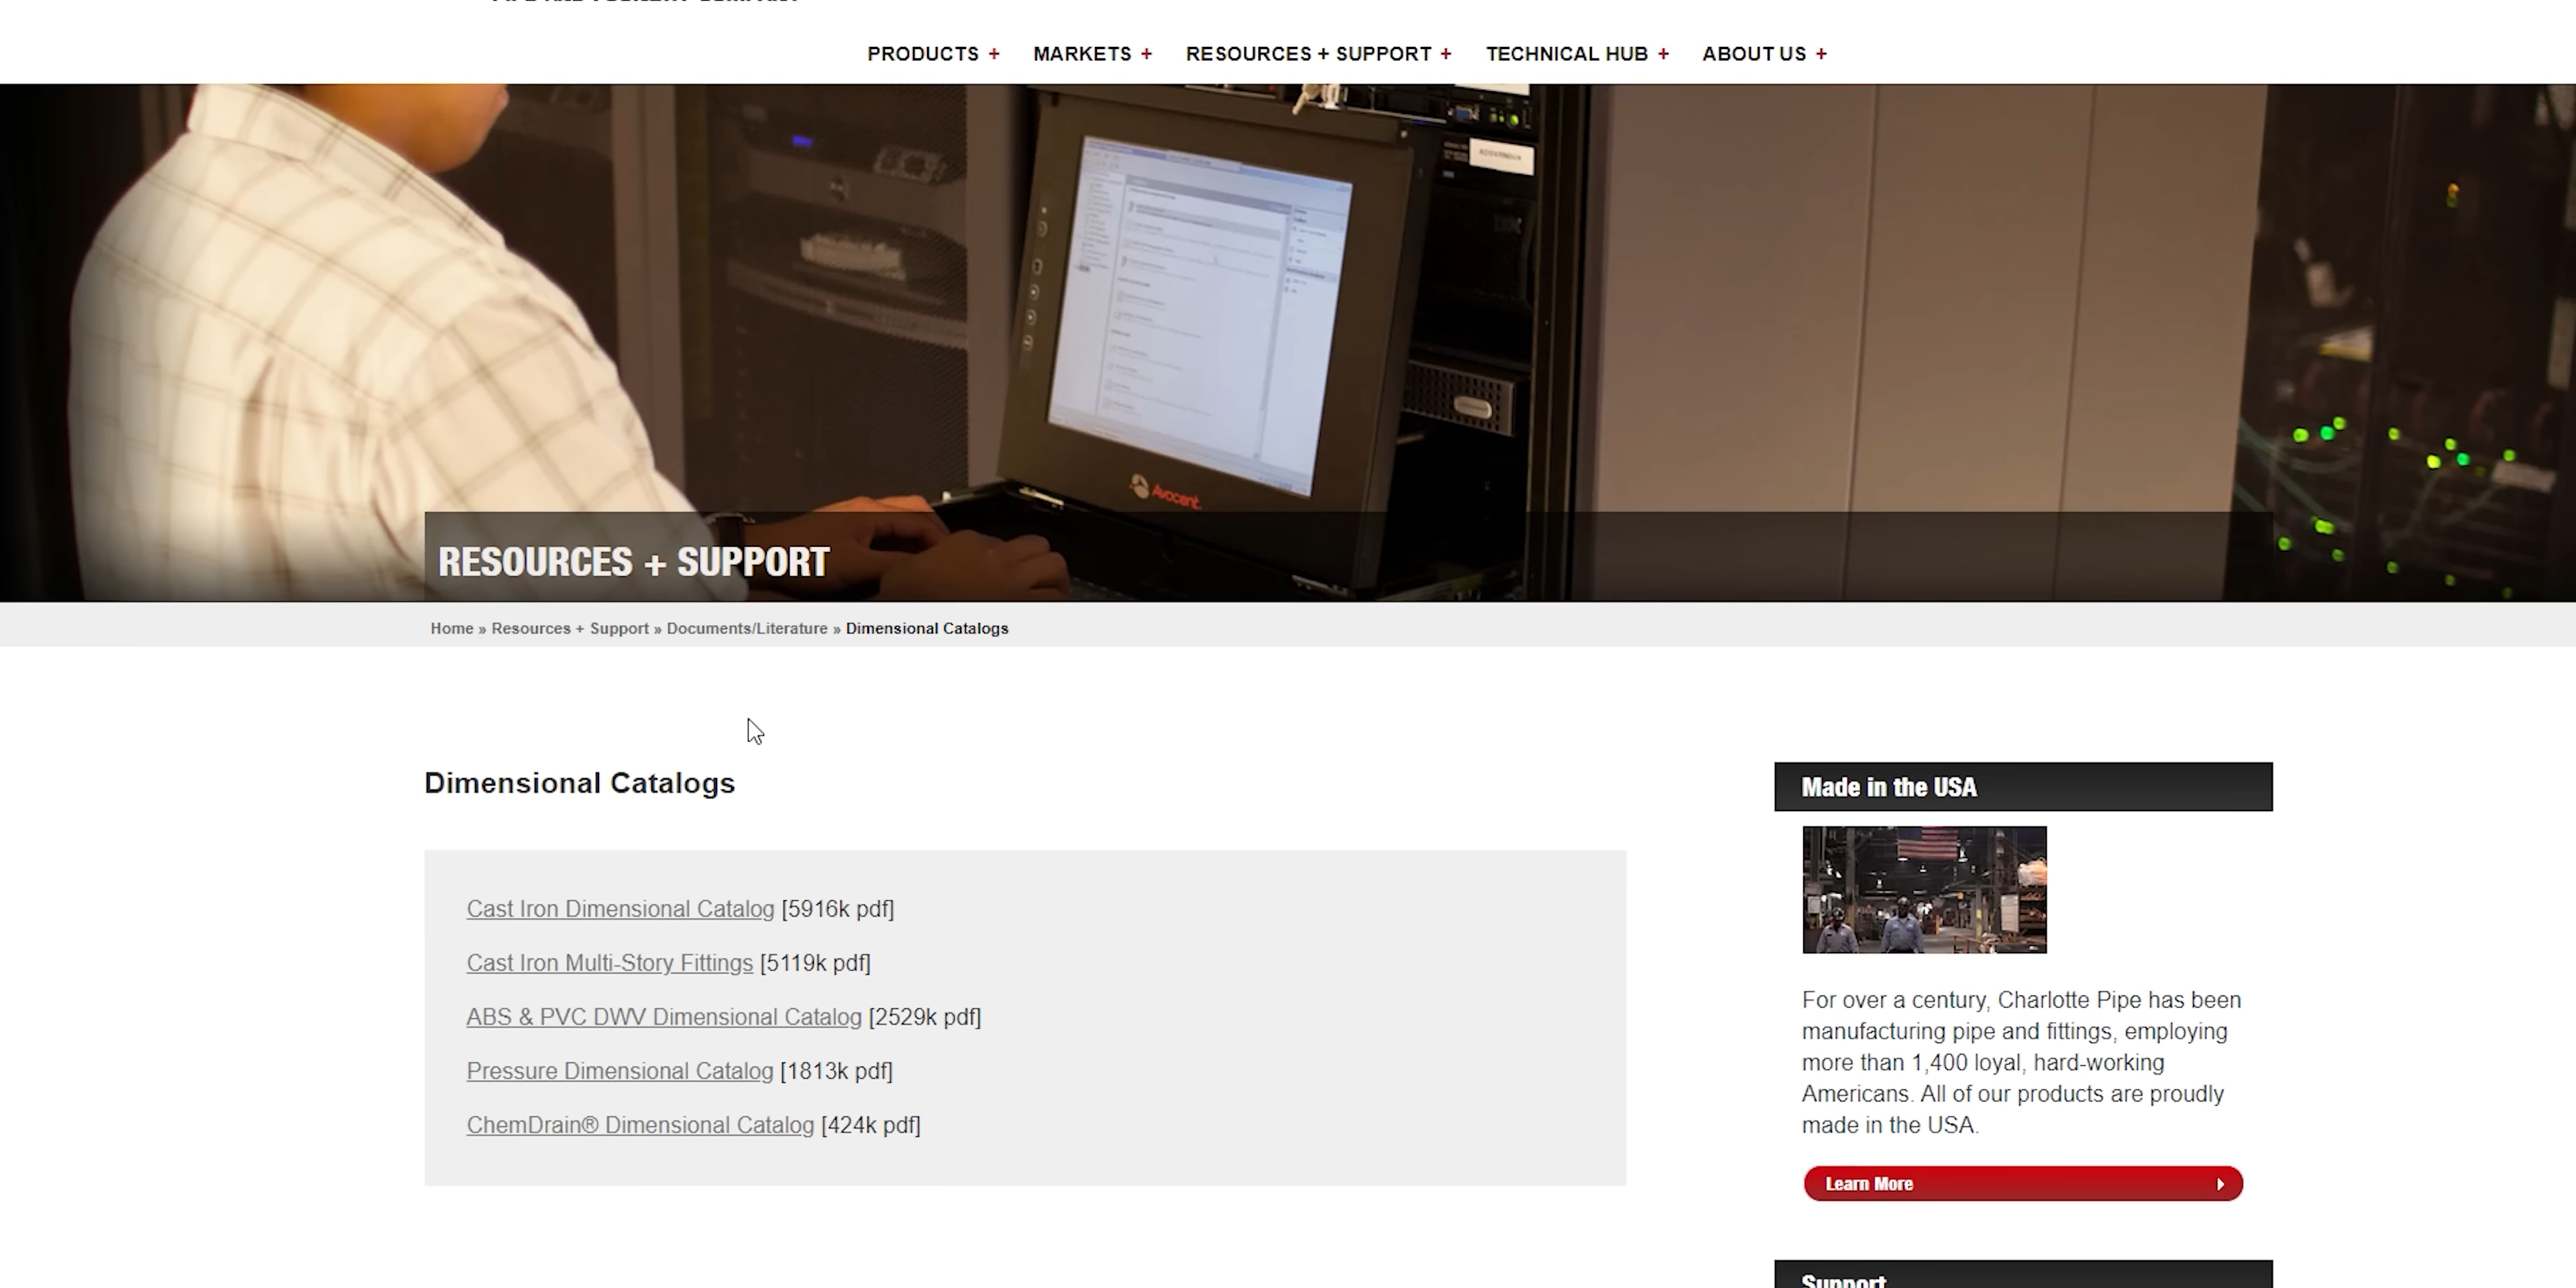 PRODUCTS + MARKETS + RESOURCES + SUPPORT + TECHNICAL HUB + ABOUT US +
Avocent
RESOURCES + SUPPORT
Home » Resources + Support » Documents/Literature » Dimensional Catalogs
Dimensional Catalogs
Cast Iron Dimensional Catalog [5916k pdf]
Cast Iron Multi-Story Fittings [5119k pdf]
ABS & PVC DWV Dimensional Catalog [2529k pdf]
Pressure Dimensional Catalog [1813k pdf]
ChemDrain® Dimensional Catalog [424k pdf]
Made in the USA
For over a century, Charlotte Pipe has been
manufacturing pipe and fittings, employing
more than 1,400 loyal, hard-working
Americans. All of our products are proudly
made in the USA.
Learn More
Support